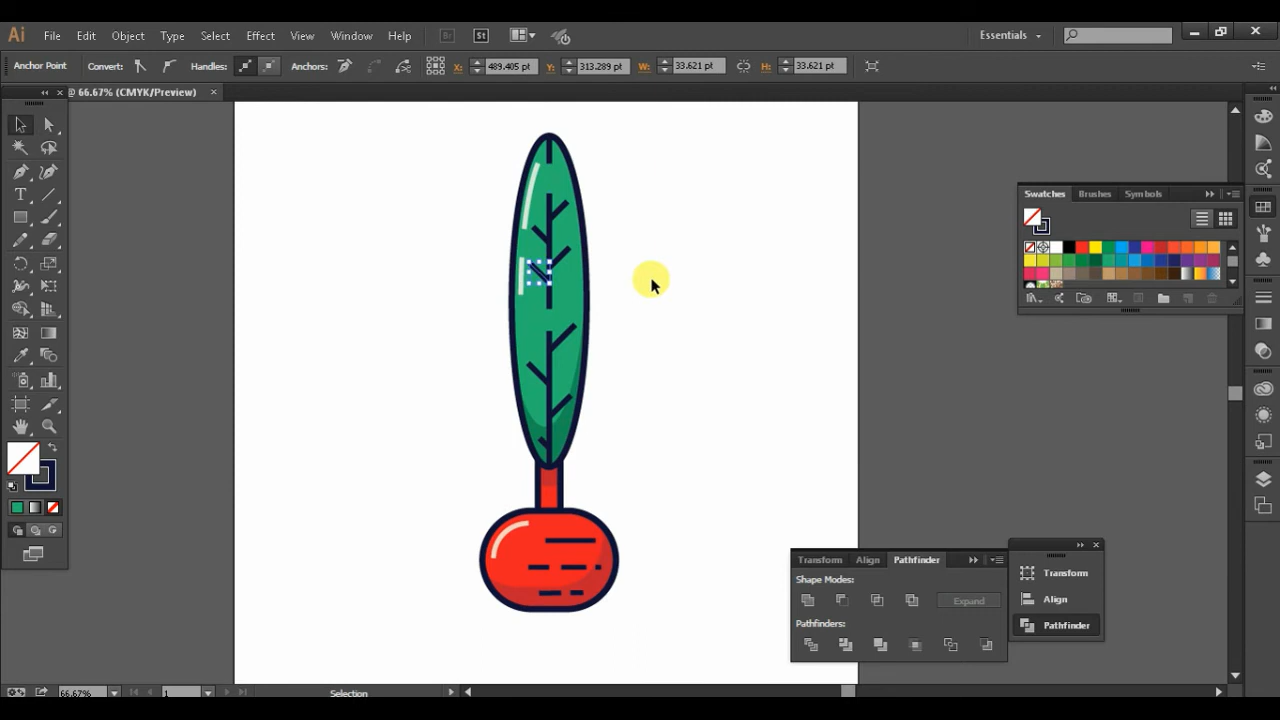 Ai File Edit Object Type Select Effect View Window Help Br St Essentials
Anchor Point Convert: Handles: Anchors: X: 489.405 pt Y: 313.289 pt W: 33.621 pt H: 33.621 pt
@ 66.67% (CMYK/Preview)
Swatches Brushes Symbols
Transform Align Pathfinder
Shape Modes:
Expand
Pathfinders:
Transform
Align
Pathfinder
66.67% 1 Selection